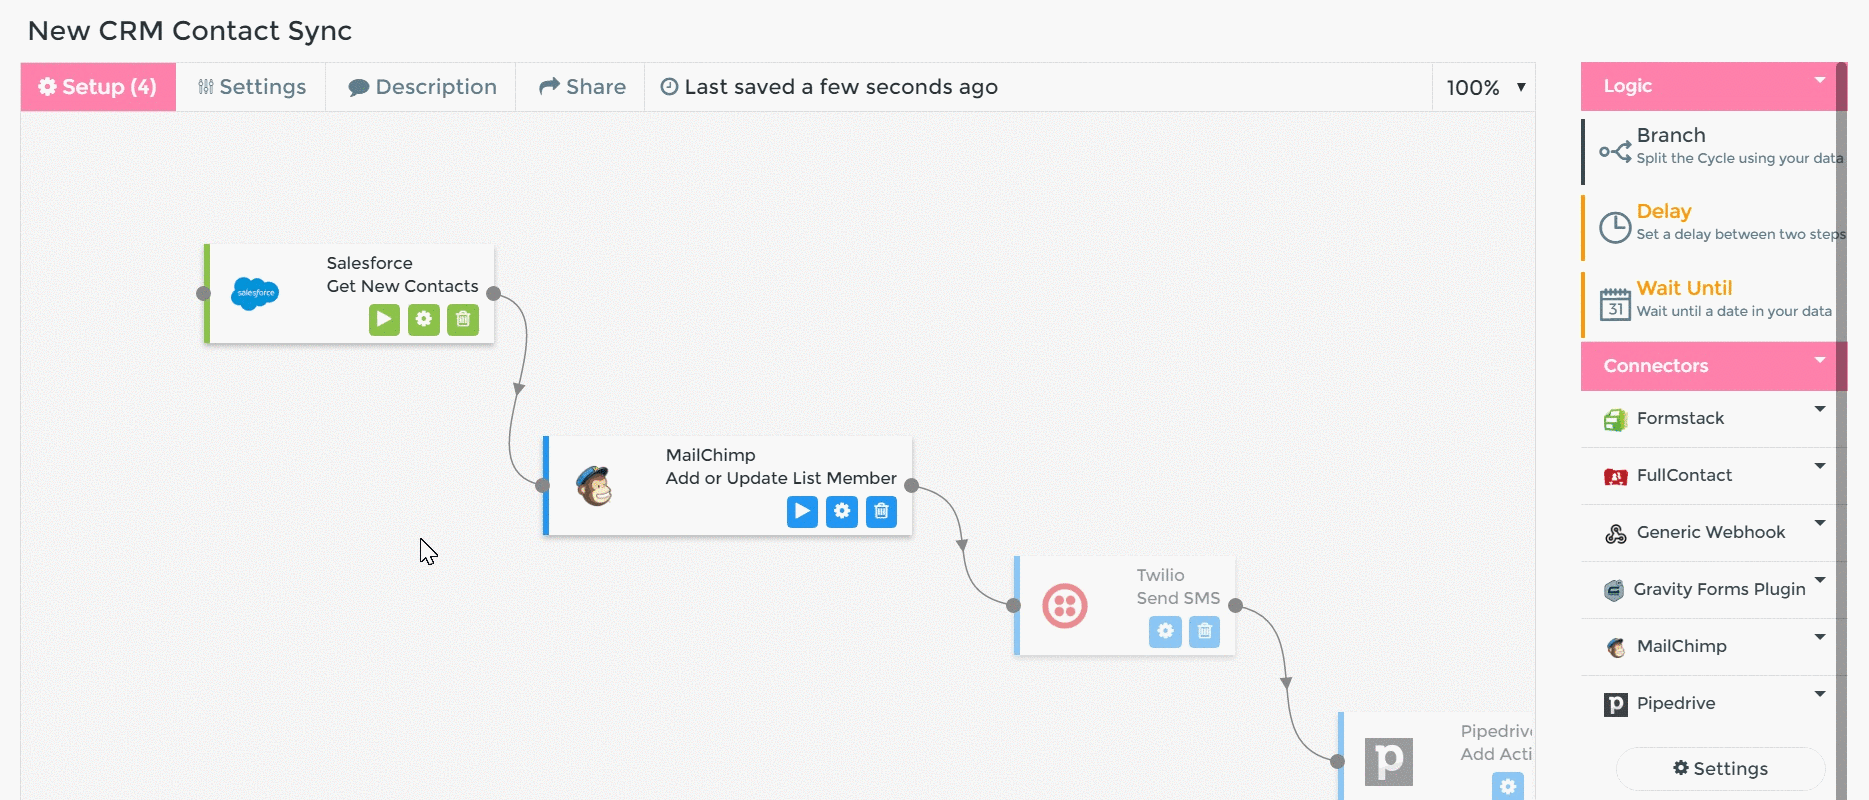 New CRM Contact Sync
Setup (4)
Settings
Description
Share
Last saved a few seconds ago
100%
Salesforce
Get New Contacts
salesforce
MailChimp
Add or Update List Member
Twilio
Send SMS
Pipedrive
Add Acti
p
Logic
Branch
Split the Cycle using your data
Delay
Set a delay between two steps
Wait Until
Wait until a date in your data
31
Connectors
Formstack
FullContact
Generic Webhook
Gravity Forms Plugin
MailChimp
Pipedrive
p
Settings